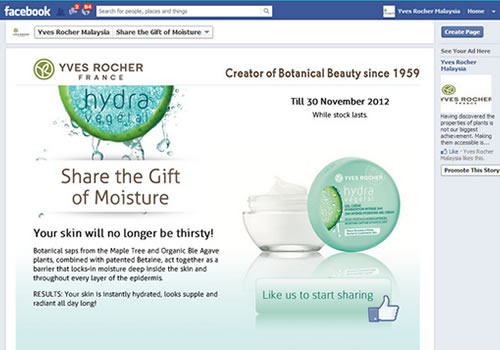 facebook
3
94
Search for people, places and things
Yves Rocher Malaysia
Home
Yves Rocher Malaysia
Share the Gift of Moisture
Create Page
See Your Ad Here
Yves Rocher
Malaysia
YVES ROCHER
Having discovered the
properties of plants is
not our biggest
achievement. Making
them accessible is...
Like · Yves Rocher
Malaysia likes this.
Promote This Story
YVES ROCHER
FRANCE
Creator of Botanical Beauty since 1959
hydra
végétal
Till 30 November 2012
While stock lasts.
Share the Gift
of Moisture
YVES ROCHER
hydra
végétal
Your skin will no longer be thirsty!
Botanical saps from the Maple Tree and Organic Ble Agave
plants, combined with patented Betaine, act together as a
barrier that locks-in moisture deep inside the skin and
throughout every layer of the epidermis.
RESULTS: Your skin is instantly hydrated, looks supple and
radiant all day long!
Like us to start sharing